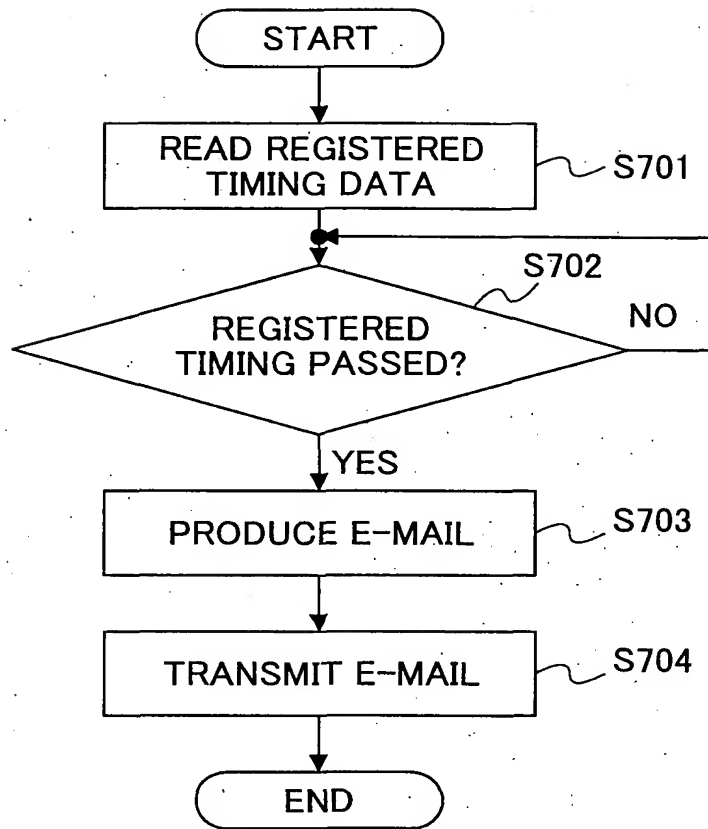 START
READ REGISTERED
TIMING DATA
S701
S702
REGISTERED
TIMING PASSED?
NO
YES
PRODUCE E-MAIL
S703
TRANSMIT E-MAIL
S704
END